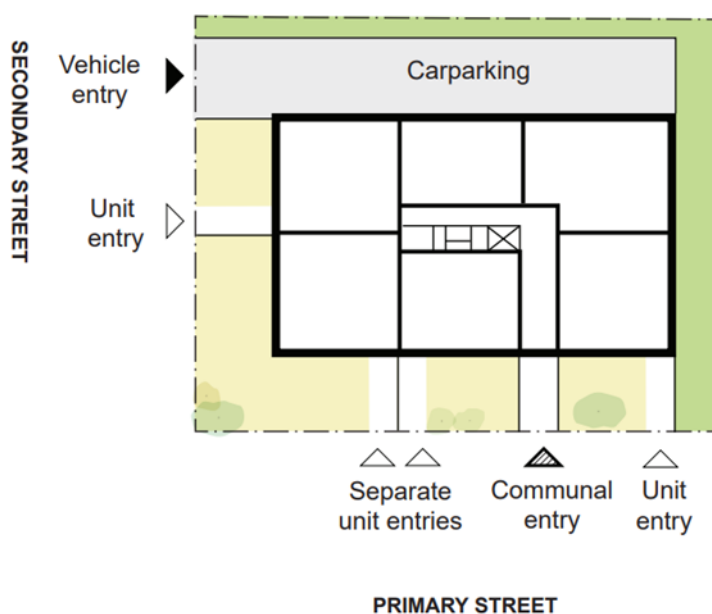 SECONDARY STREET
Vehicle
entry
Carparking
Unit
entry
Separate
unit entries
Communal
entry
Unit
entry
PRIMARY STREET